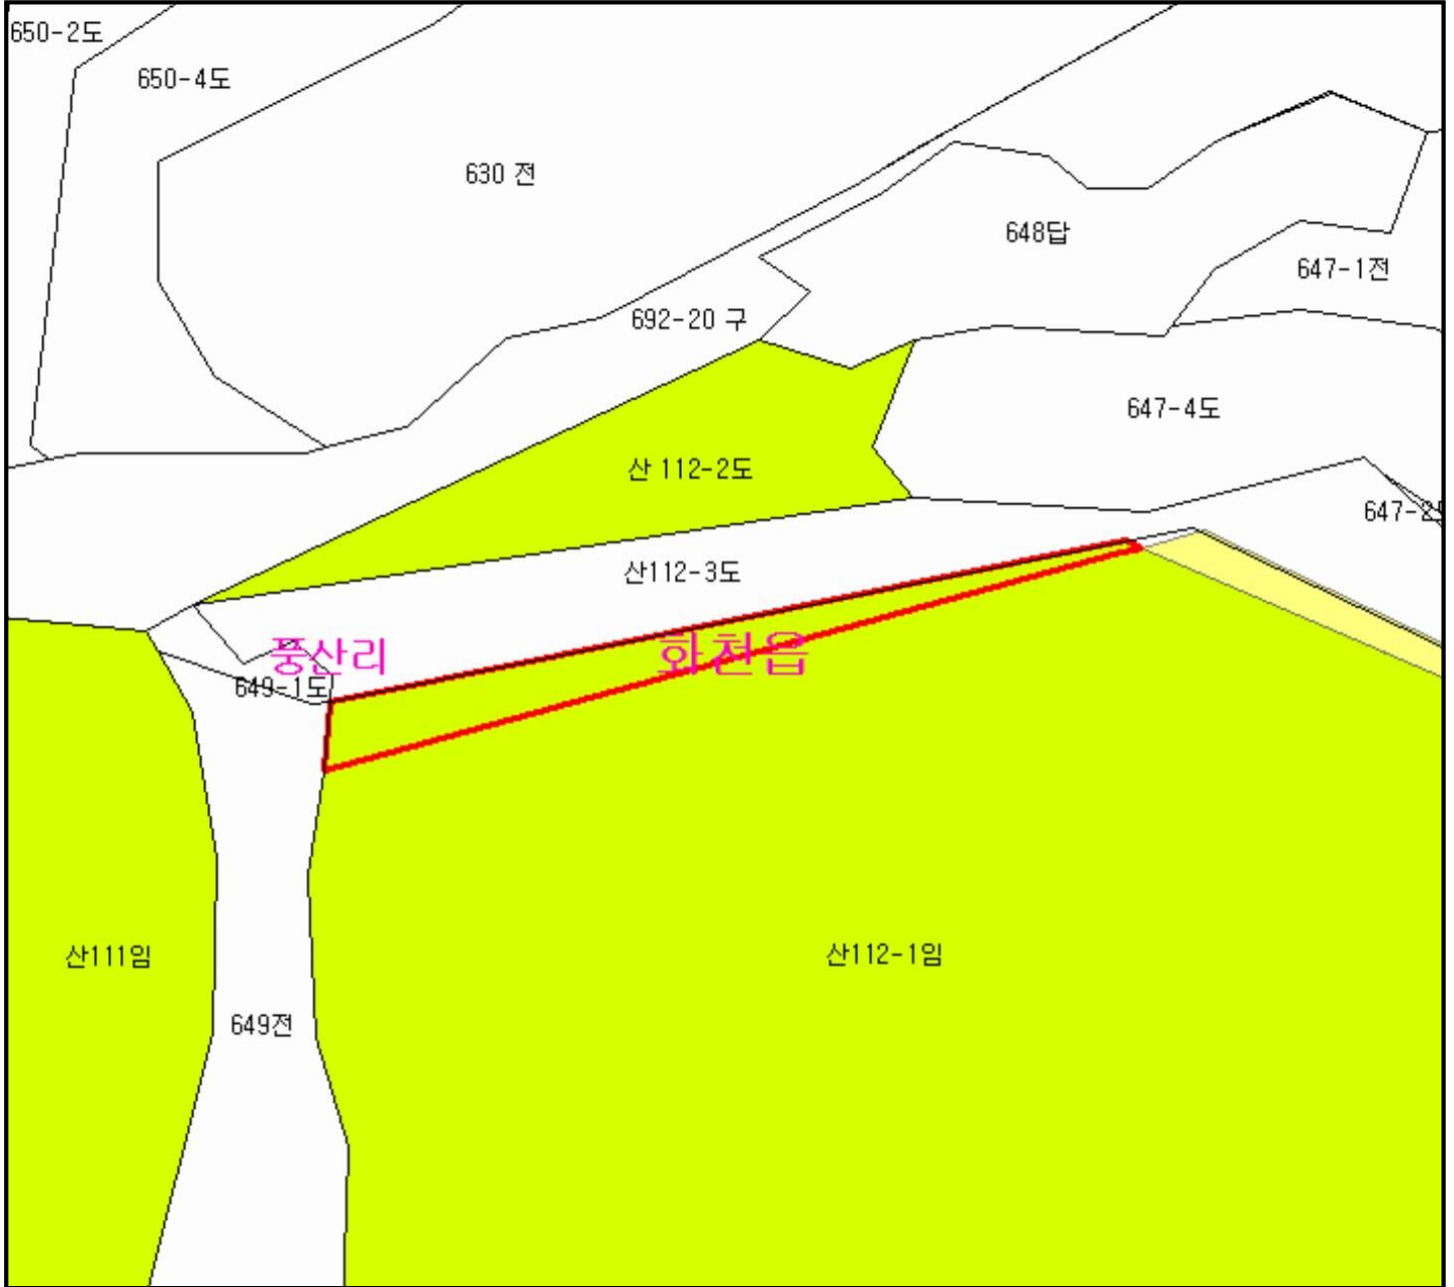 650-2도
650-4도
630 전
648답
647-1전
692-20 구
647-4도
산 112-2도
647-2
산112-3도
풍산리
화천읍
649-1도
산111임
산112-1임
649전